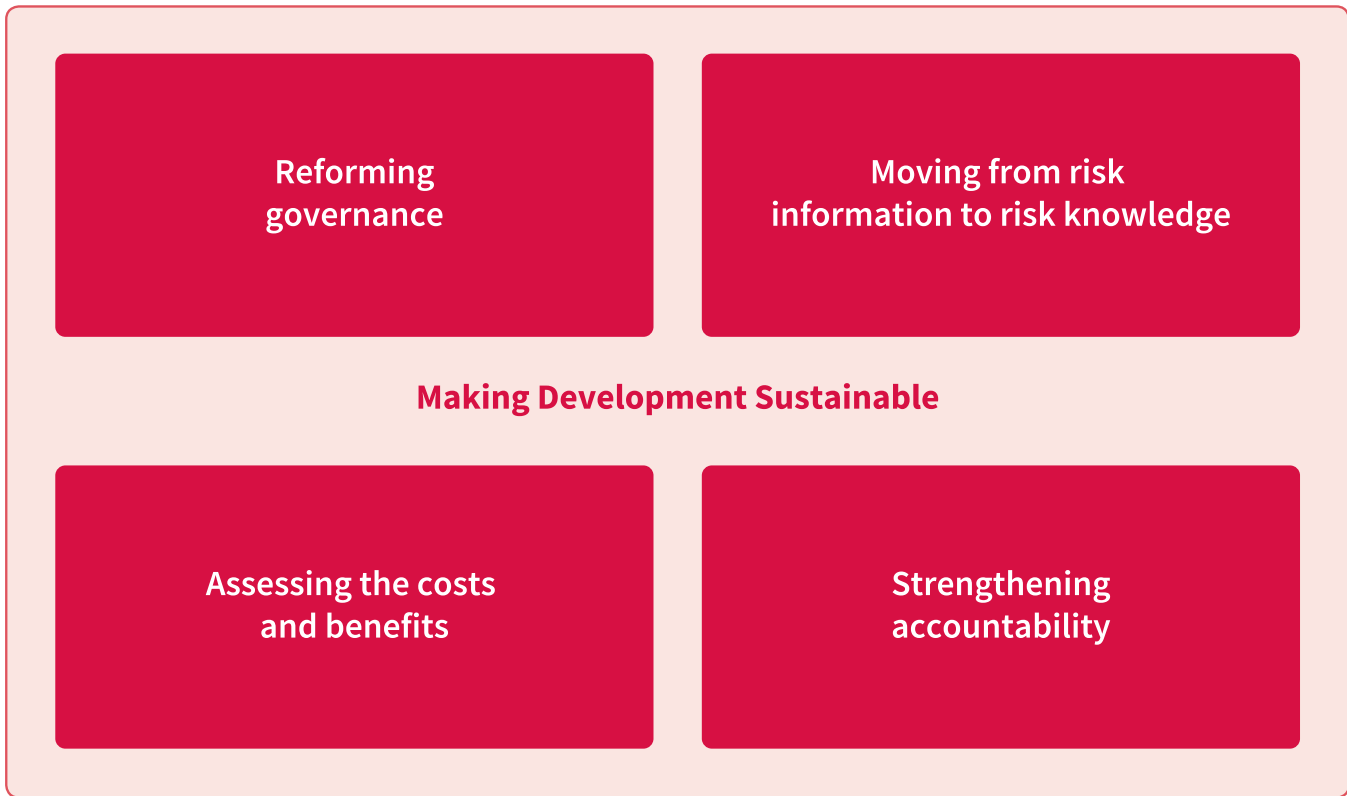 Reforming
governance
Moving from risk
information to risk knowledge
Making Development Sustainable
Assessing the costs
and benefits
Strengthening
accountability